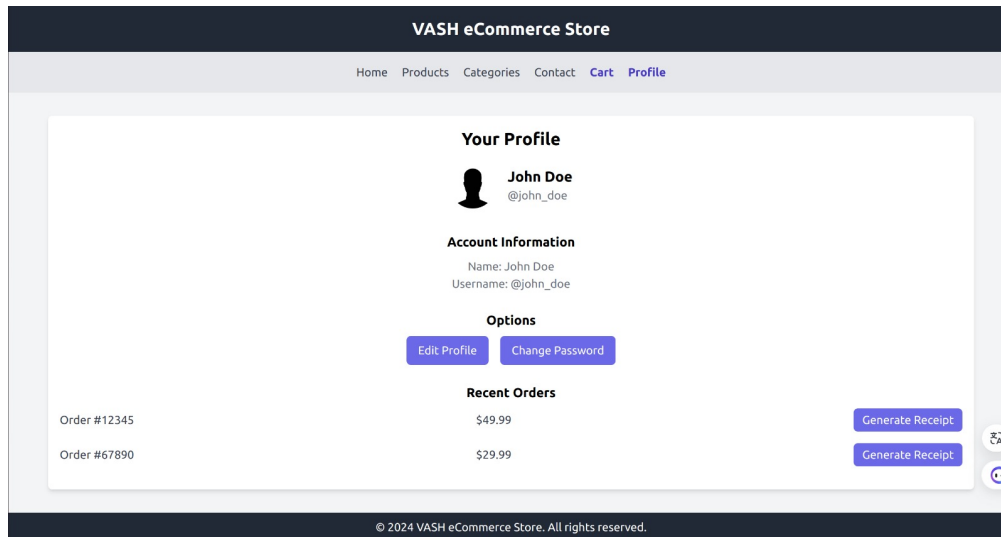 VASH eCommerce Store
Home Products Categories Contact Cart Profile
Your Profile
John Doe
@john_doe
Account Information
Name: John Doe
Username: @john_doe
Options
Edit Profile Change Password
Recent Orders
Order #12345 $49.99 Generate Receipt
Order #67890 $29.99 Generate Receipt
© 2024 VASH eCommerce Store. All rights reserved.